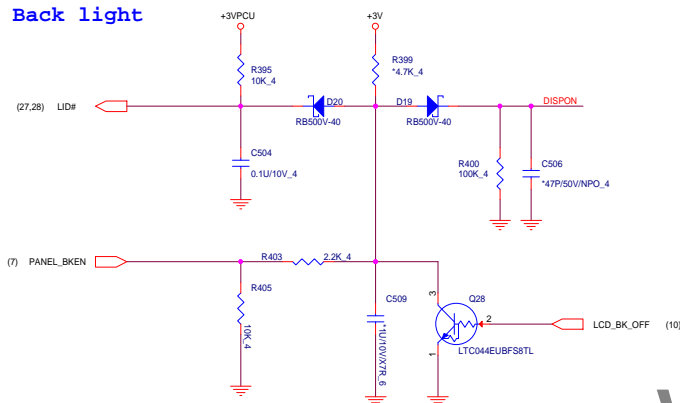 Back light
+3VPCU
+3V
R395
10K_4
R399
*4.7K_4
(27,28) LID#
D20
RB500V-40
D19
RB500V-40
DISPON
C504
0.1U/10V_4
R400
100K_4
C506
*47P/50V/NPO_4
(7) PANEL_BKEN
R403
2.2K_4
R405
10K_4
C509
*1U/10V/X7R_6
3
Q28
2
LCD_BK_OFF (10)
1
LTC044EUBFS8TL